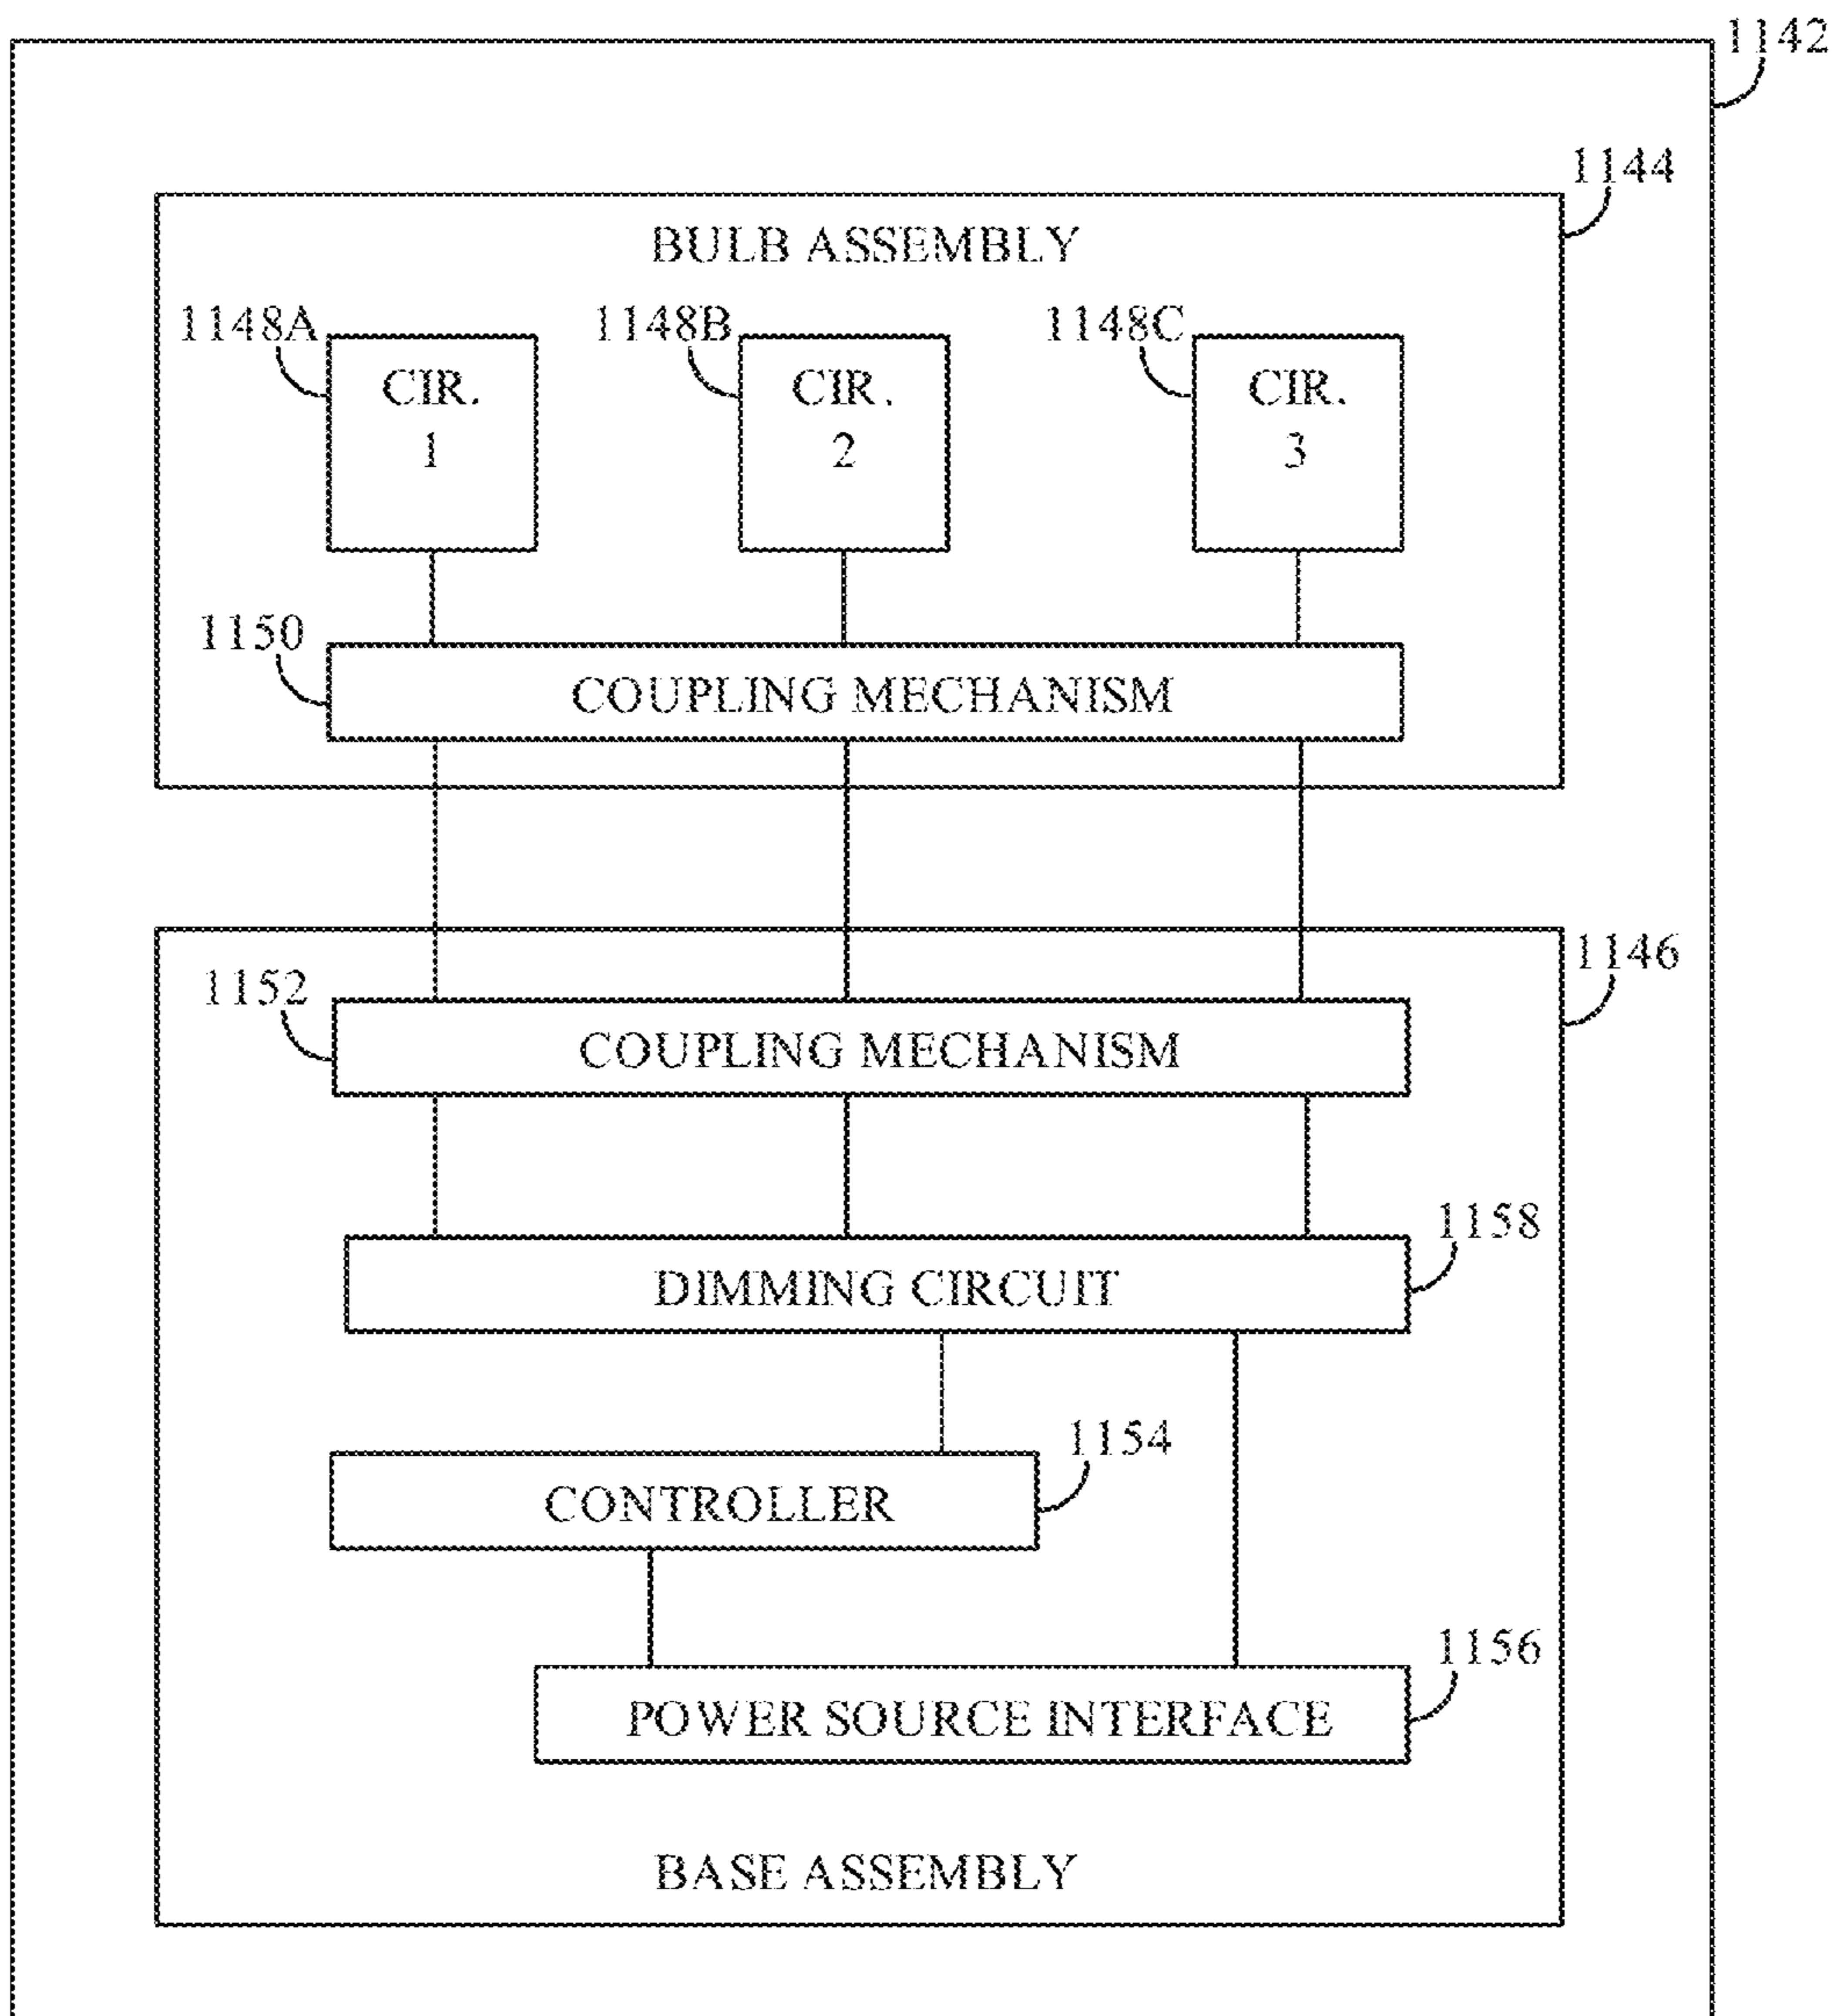 1142
1144
BULB ASSEMBLY
1148A
1148B
1148C
CIR.
1
CIR.
2
CIR.
3
1150
COUPLING MECHANISM
1146
1152
COUPLING MECHANISM
1158
DIMMING CIRCUIT
1154
CONTROLLER
1156
POWER SOURCE INTERFACE
BASE ASSEMBLY